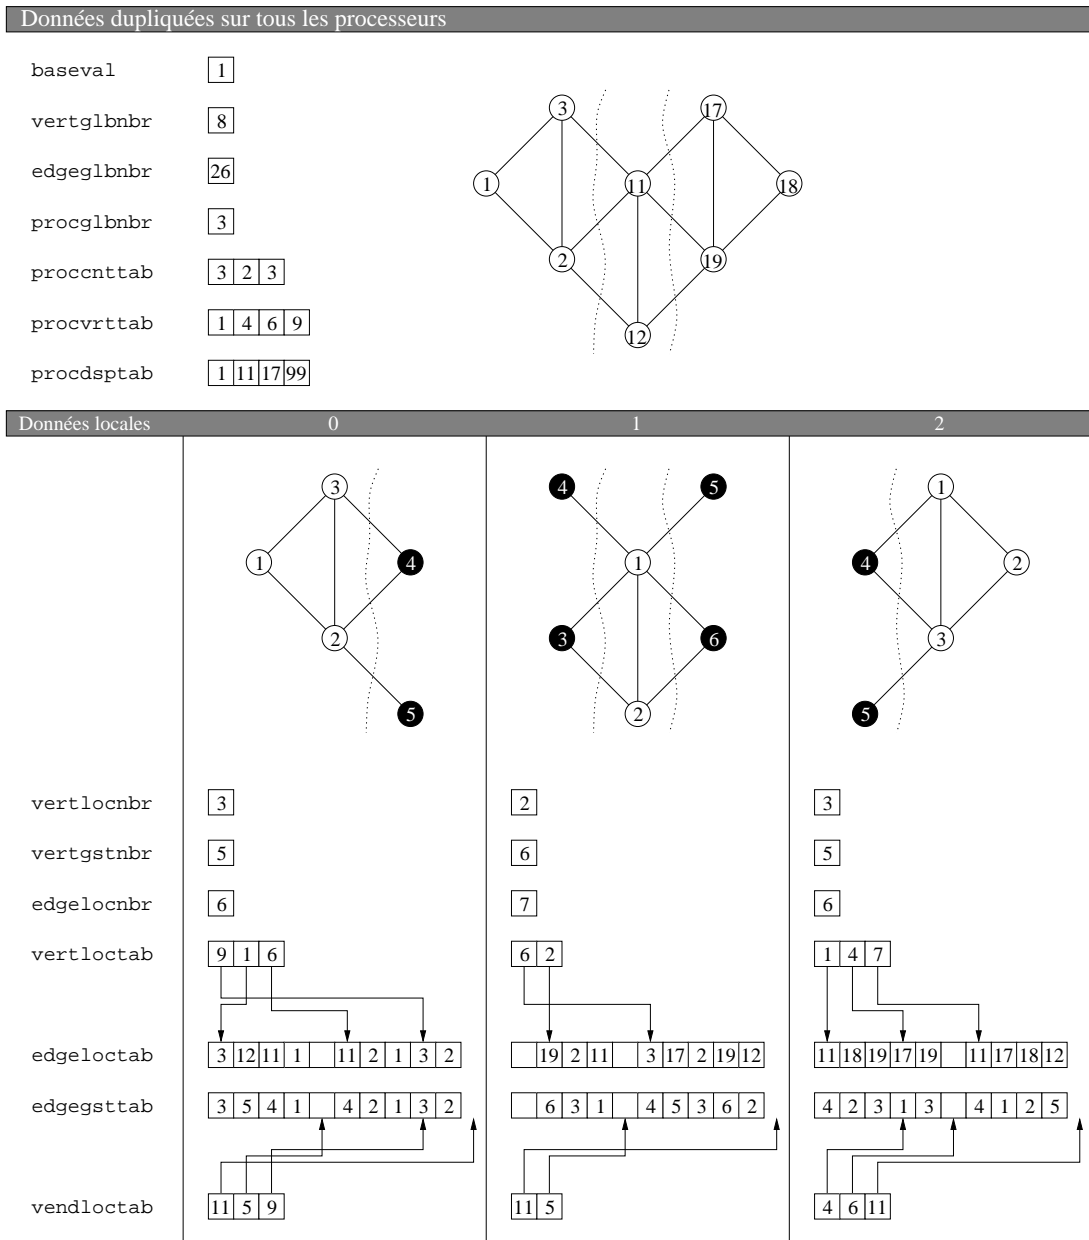 Données dupliquées sur tous les processeurs
baseval 1
vertglbnbr 8
edgeglbnbr 26
procglbnbr 3
proccnttab 3 2 3
procvrttab 1 4 6 9
procdsptab 1 11 17 99
3 17
1 11 18
2 19
12
Données locales 0 1 2
3 4 5 1
1 4 1 4 2
2 3 6 3
5 2 5
vertlocnbr 3 2 3
vertgstnbr 5 6 5
edgelocnbr 6 7 6
vertloctab 9 1 6 6 2 1 4 7
edgeloctab 3 12 11 1 11 2 1 3 2 19 2 11 3 17 2 19 12 11 18 19 17 19 11 17 18 12
edgegsttab 3 5 4 1 4 2 1 3 2 6 3 1 4 5 3 6 2 4 2 3 1 3 4 1 2 5
vendloctab 11 5 9 11 5 4 6 11